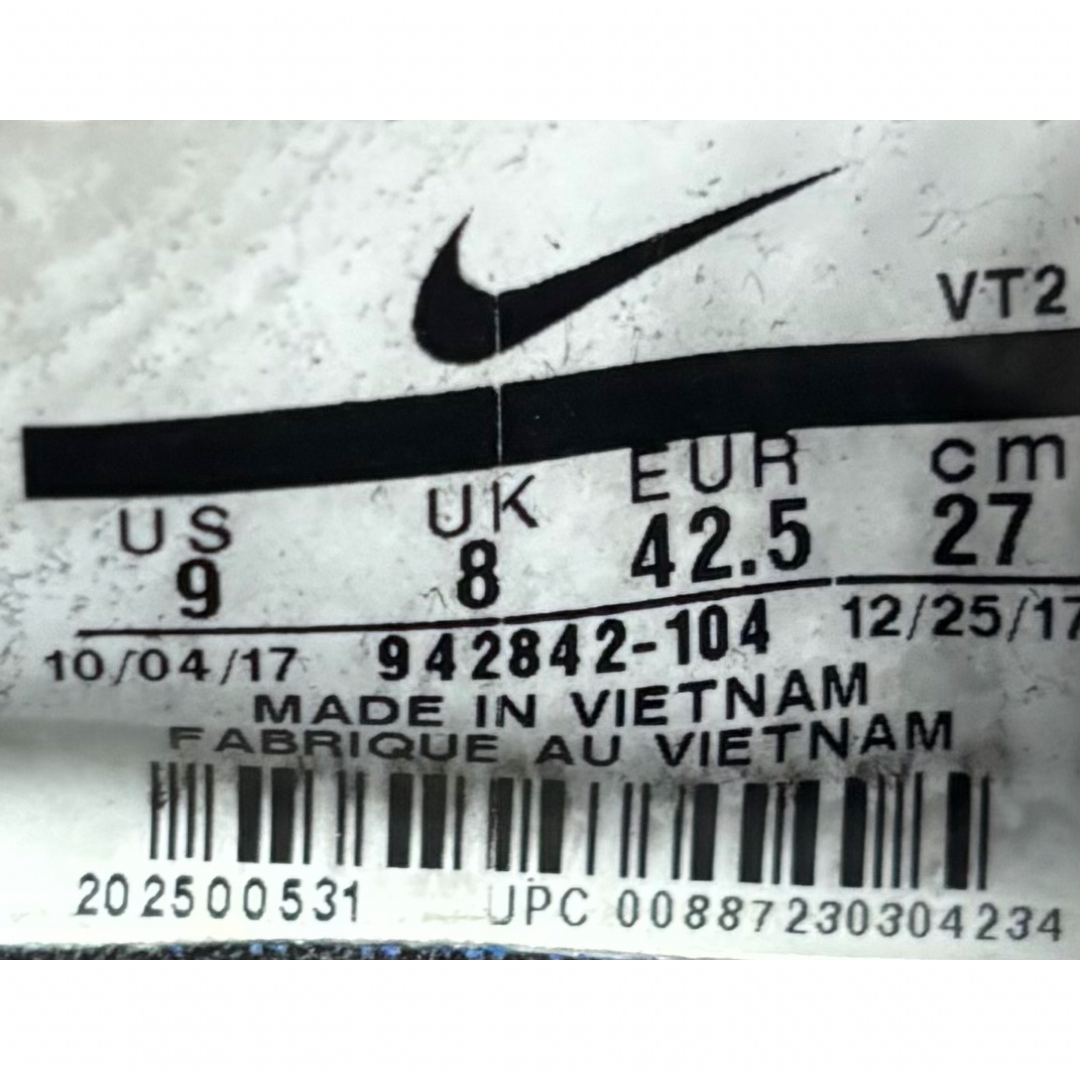 VT2
US UK EUR cm
9 8 42.5 27
10/04/17 942842-104 12/25/17
MADE IN VIETNAM
FABRIQUE AU VIETNAM
202500531 UPC 00887230304234